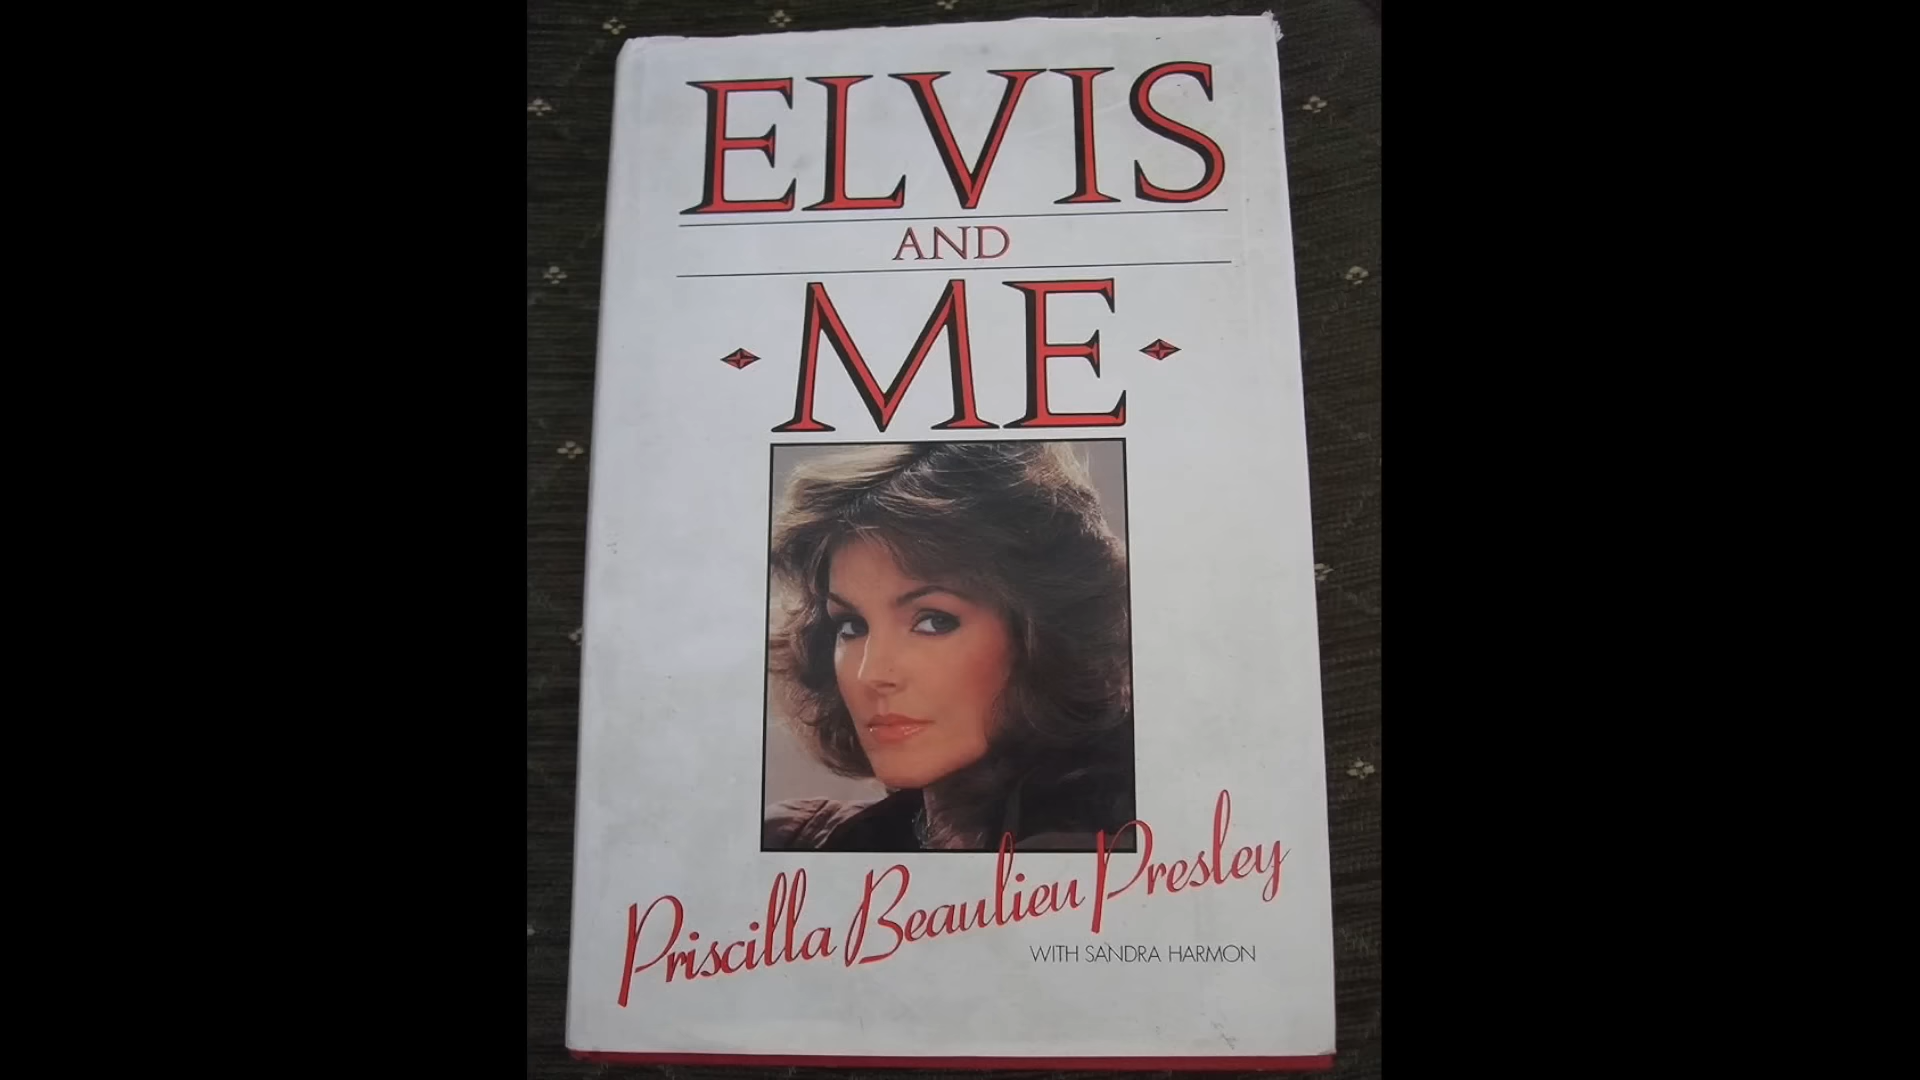 ELVIS
AND
ME
Priscilla Beaulieu Presley
WITH SANDRA HARMON